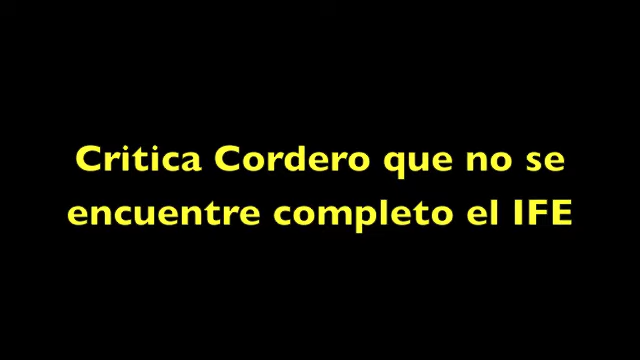 Critica Cordero que no se
encuentre completo el IFE